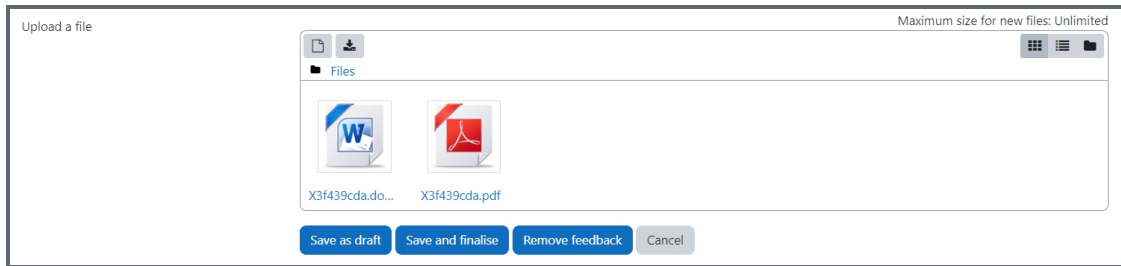 Upload a file
Maximum size for new files: Unlimited
Files
W
X3f439cda.do... X3f439cda.pdf
Save as draft Save and finalise Remove feedback Cancel